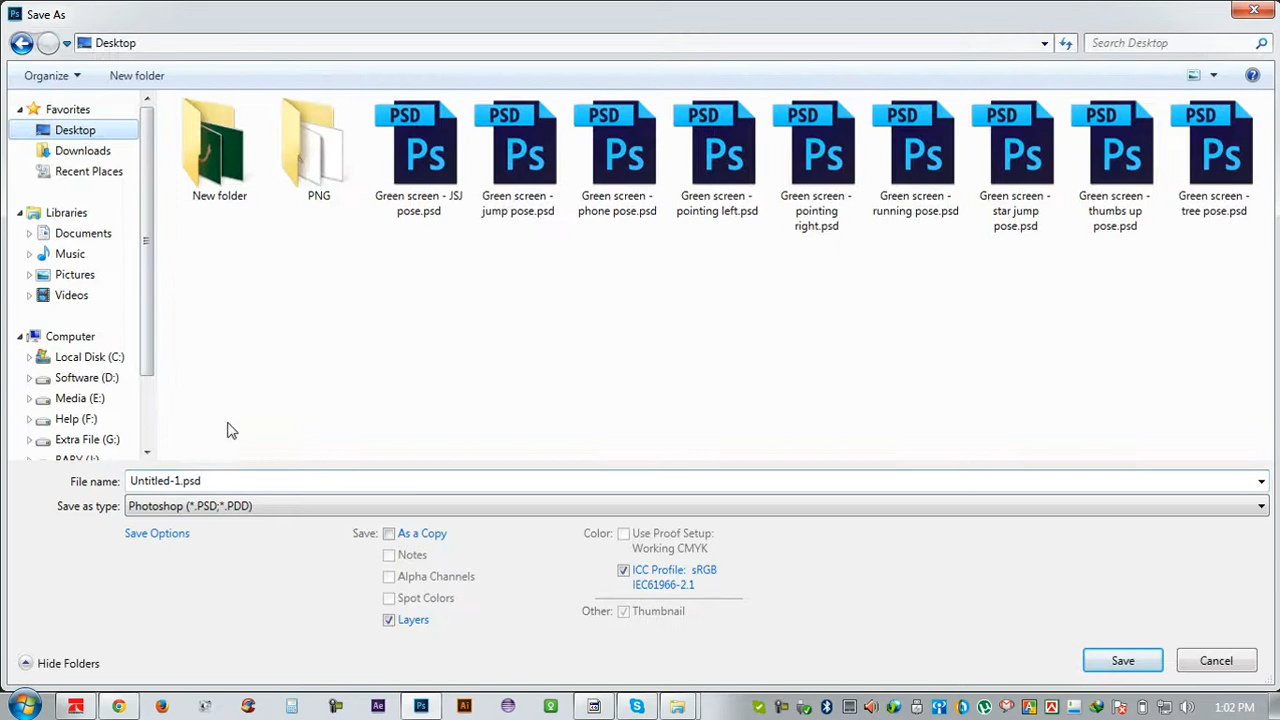 Save As
Desktop
Search Desktop
Organize
New folder
Favorites
Desktop
Downloads
Recent Places
Libraries
Documents
Music
Pictures
Videos
Computer
Local Disk (C:)
Software (D:)
Media (E:)
Help (F:)
Extra File (G:)
New folder
PNG
PSD
Ps
Green screen - JSJ
pose.psd
PSD
Ps
Green screen -
jump pose.psd
PSD
Ps
Green screen -
phone pose.psd
PSD
Ps
Green screen -
pointing left.psd
PSD
Ps
Green screen -
pointing
right.psd
PSD
Ps
Green screen -
running pose.psd
PSD
Ps
Green screen -
star jump
pose.psd
PSD
Ps
Green screen -
thumbs up
pose.psd
PSD
Ps
Green screen -
tree pose.psd
File name: Untitled-1.psd
Save as type: Photoshop (*.PSD;*.PDD)
Save Options
Save: As a Copy
Notes
Alpha Channels
Spot Colors
Layers
Color: Use Proof Setup:
Working CMYK
ICC Profile: sRGB
IEC61966-2.1
Other: Thumbnail
Hide Folders
Save
Cancel
Ae
Ps
Ai
1:02 PM